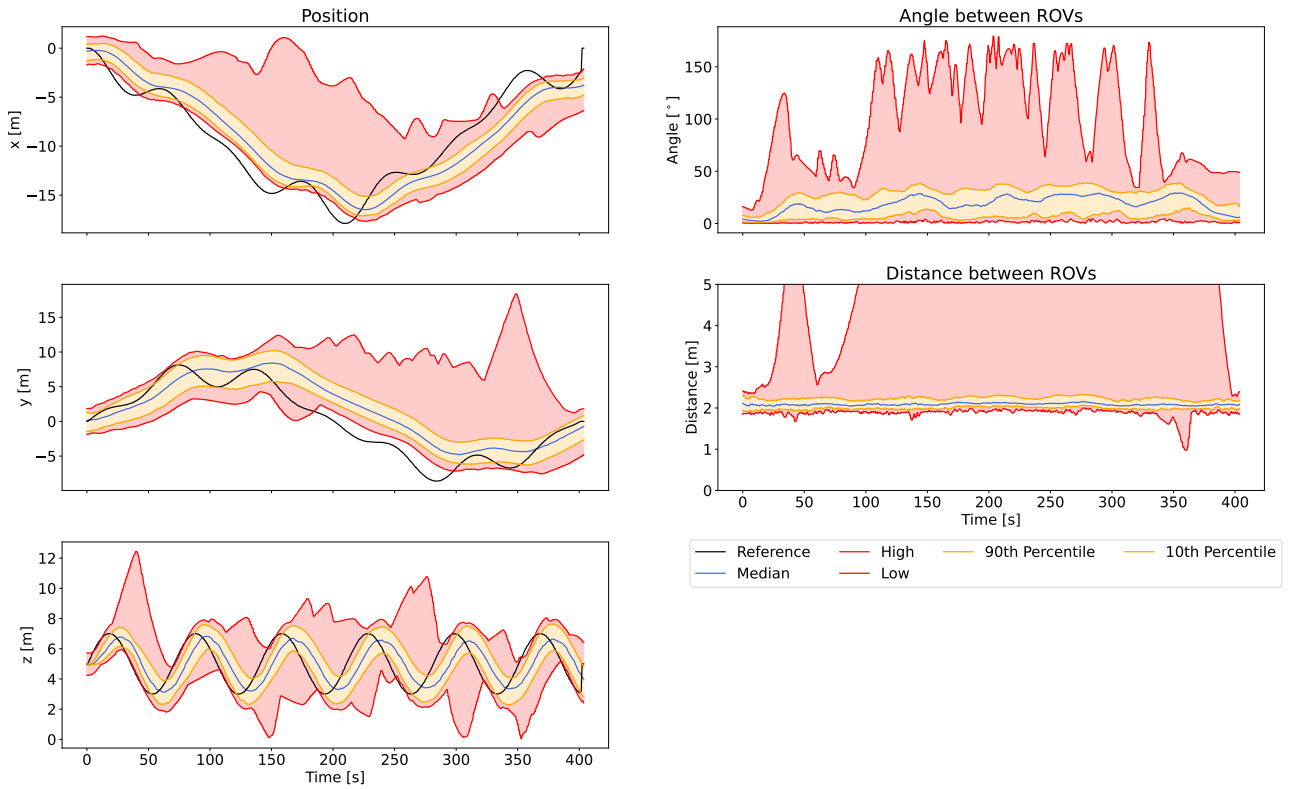 Position
0
−5
−10
−15
x [m]
15
10
5
0
−5
y [m]
12
10
8
6
4
2
0
z [m]
0 50 100 150 200 250 300 350 400
Time [s]
Angle between ROVs
150
100
50
0
Angle [°]
Distance between ROVs
5
4
3
2
1
0
Distance [m]
0 50 100 150 200 250 300 350 400
Time [s]
Reference High 90th Percentile 10th Percentile
Median Low